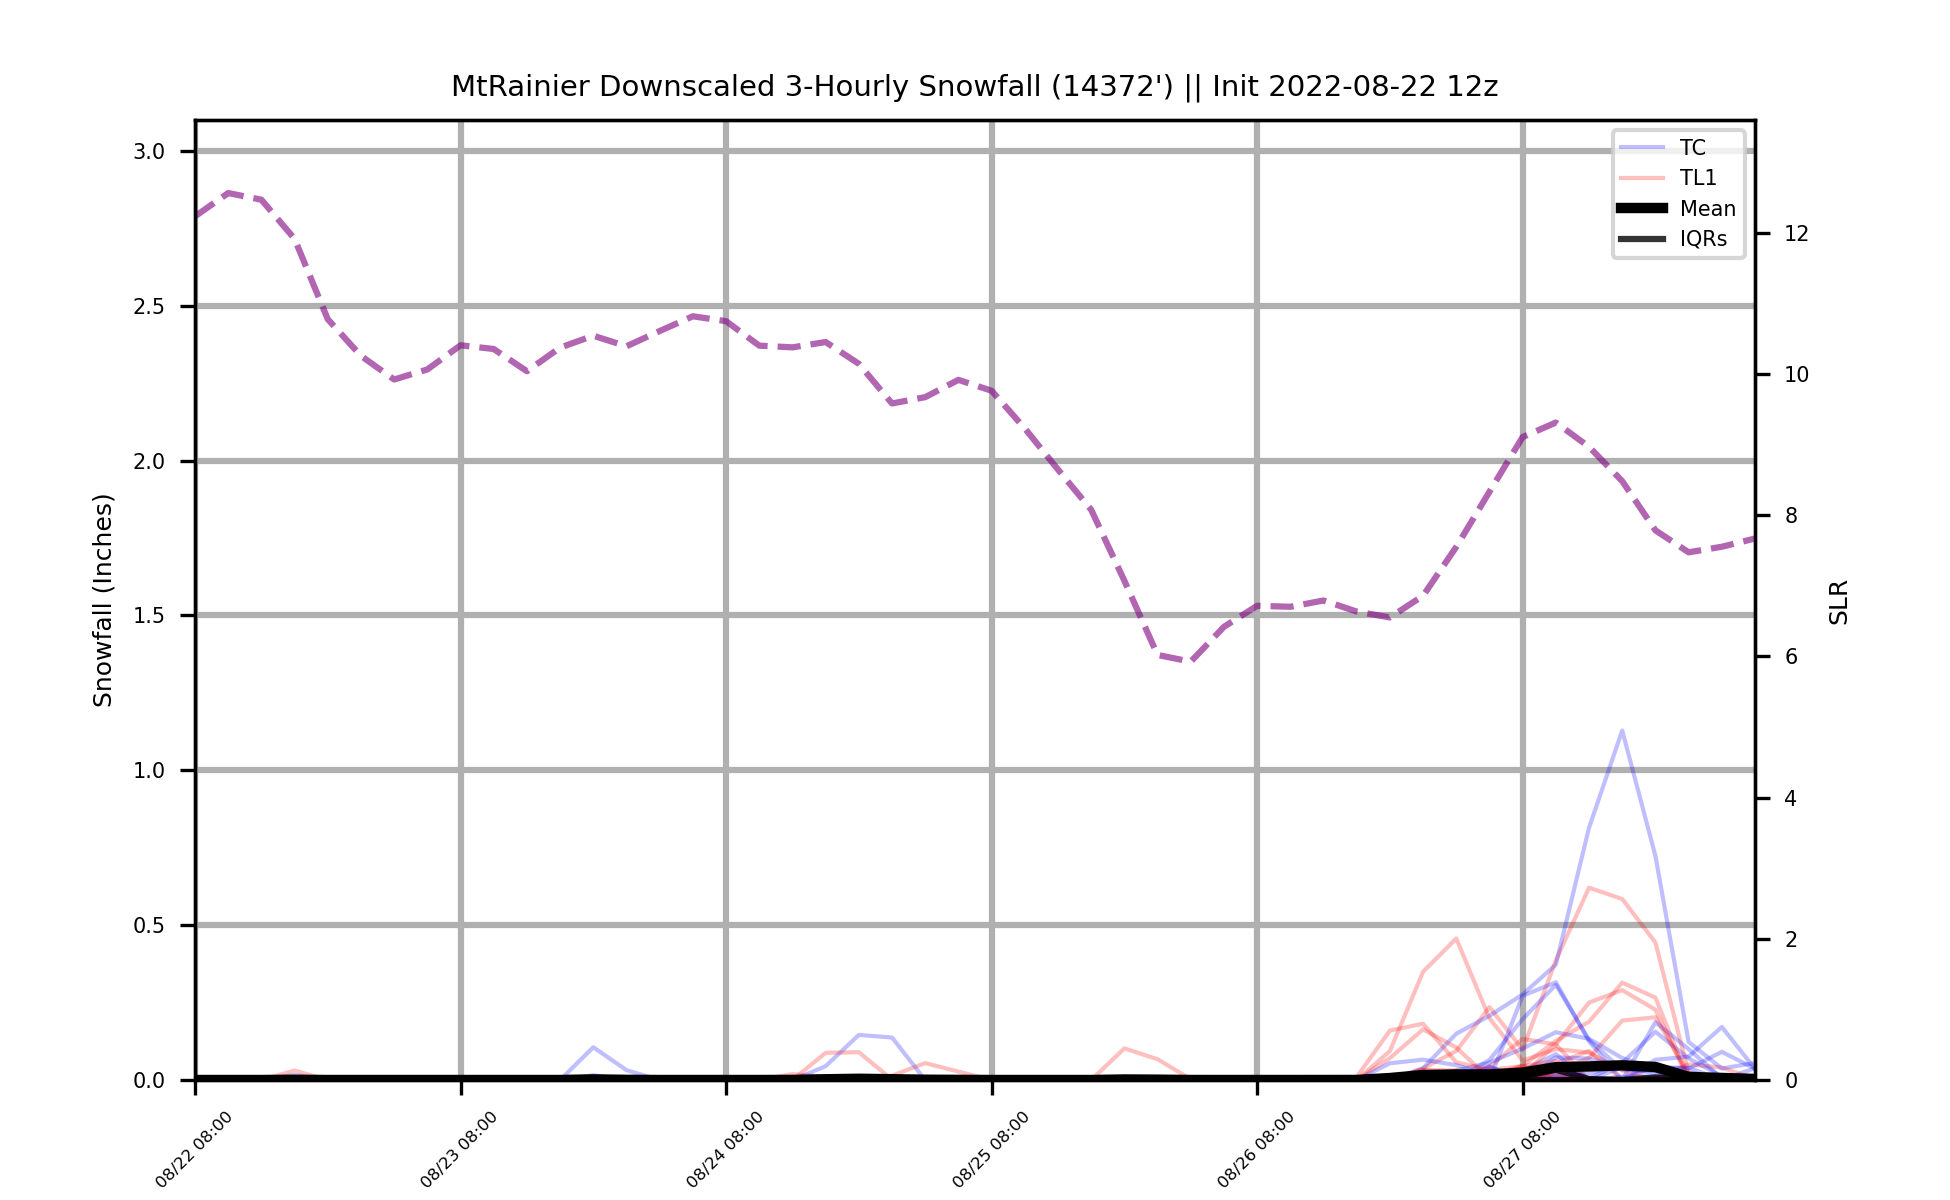 MtRainier Downscaled 3-Hourly Snowfall (14372') || Init 2022-08-22 12z
TC
TL1
Mean
IQRs
Snowfall (Inches)
3.0
2.5
2.0
1.5
1.0
0.5
0.0
12
10
8
6
4
2
0
SLR
08/22 08:00
08/23 08:00
08/24 08:00
08/25 08:00
08/26 08:00
08/27 08:00